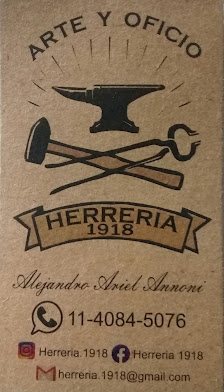 ARTE Y OFICIO
HERRERIA
1918
Alejandro Ariel Annoni
11-4084-5076
Herreria.1918 Herreria 1918
herreria.1918@gmail.com